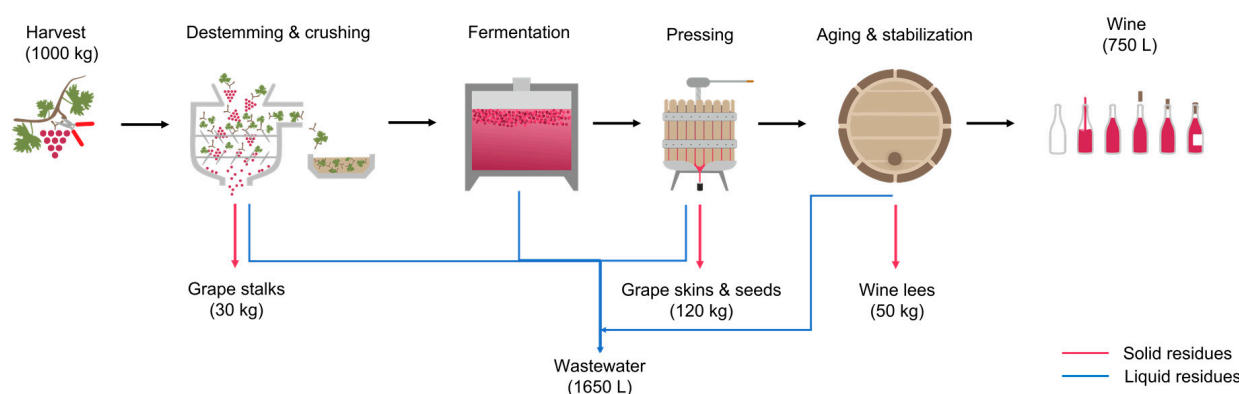 Harvest
(1000 kg)
Destemming & crushing
Fermentation
Pressing
Aging & stabilization
Wine
(750 L)
Grape stalks
(30 kg)
Grape skins & seeds
(120 kg)
Wine lees
(50 kg)
Wastewater
(1650 L)
Solid residues
Liquid residues